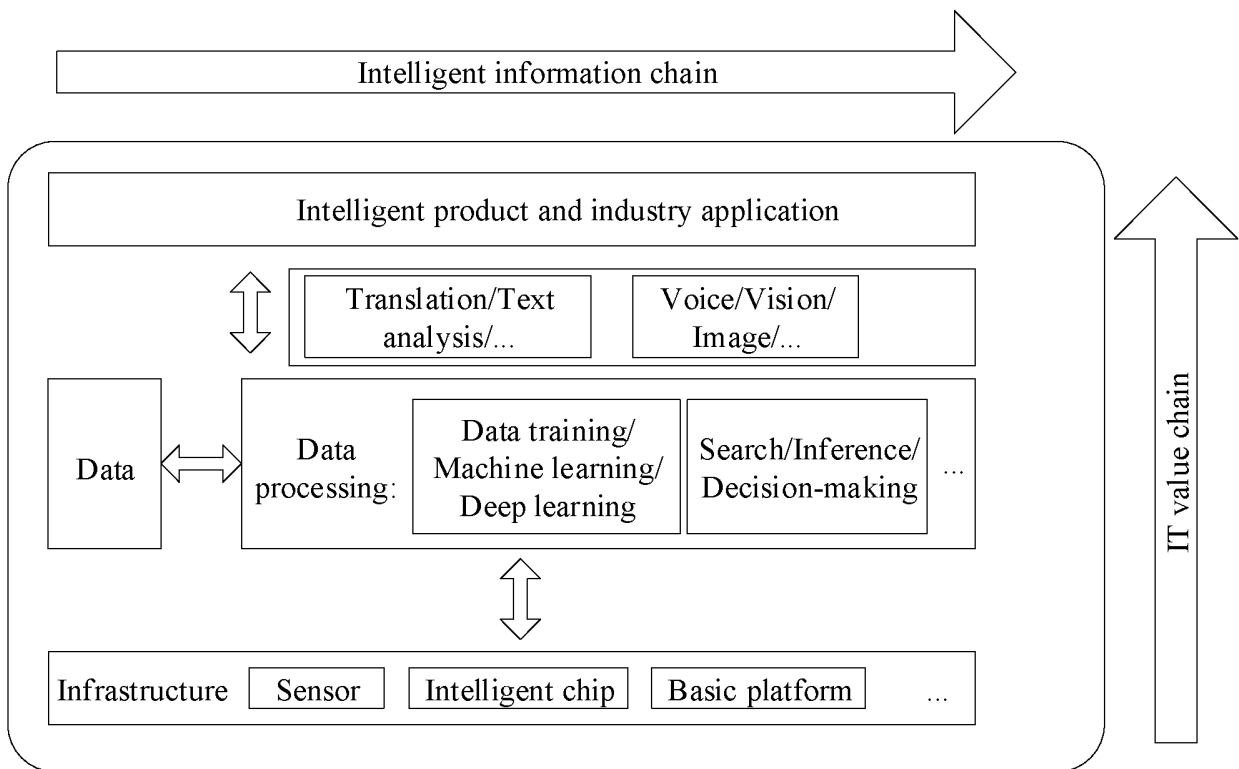 Intelligent information chain
Intelligent product and industry application
Translation/Text
analysis/...
Voice/Vision/
Image/...
Data
Data
processing:
Data training/
Machine learning/
Deep learning
Search/Inference/
Decision-making
...
Infrastructure
Sensor
Intelligent chip
Basic platform
...
IT value chain